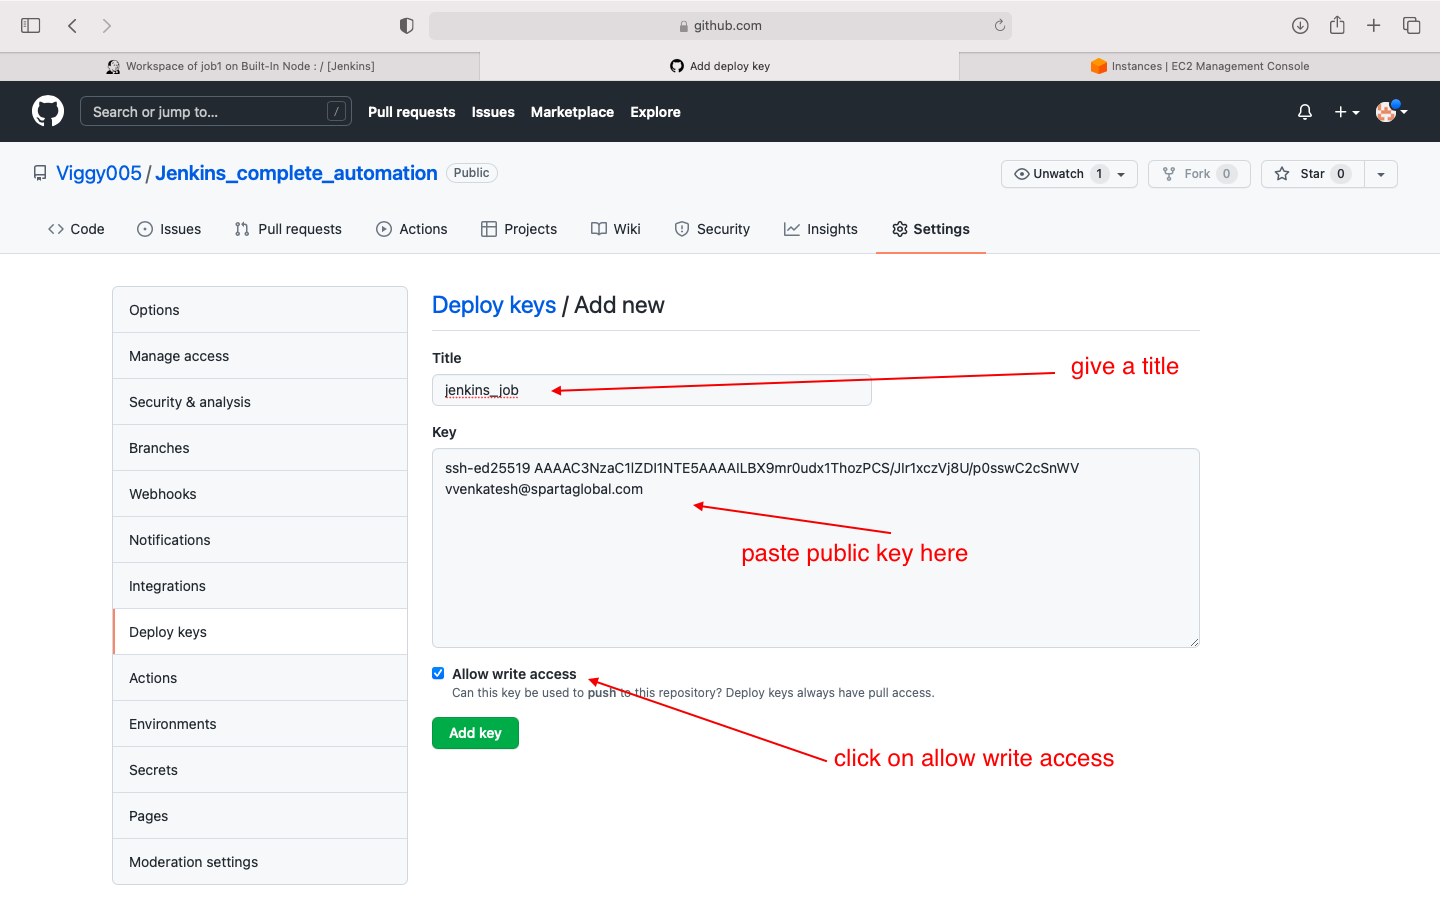 github.com
Workspace of job1 on Built-In Node : / [Jenkins]
Add deploy key
Instances | EC2 Management Console
Search or jump to...
/
Pull requests
Issues
Marketplace
Explore
Viggy005 / Jenkins_complete_automation
Public
Unwatch 1
Fork 0
Star 0
Code
Issues
Pull requests
Actions
Projects
Wiki
Security
Insights
Settings
Options
Manage access
Security & analysis
Branches
Webhooks
Notifications
Integrations
Deploy keys
Actions
Environments
Secrets
Pages
Moderation settings
Deploy keys / Add new
Title
give a title
jenkins_job
Key
ssh-ed25519 AAAAC3NzaC1lZDI1NTE5AAAAILBX9mr0udx1ThozPCS/JIr1xczVj8U/p0sswC2cSnWV
vvenkatesh@spartaglobal.com
paste public key here
Allow write access
Can this key be used to push to this repository? Deploy keys always have pull access.
Add key
click on allow write access